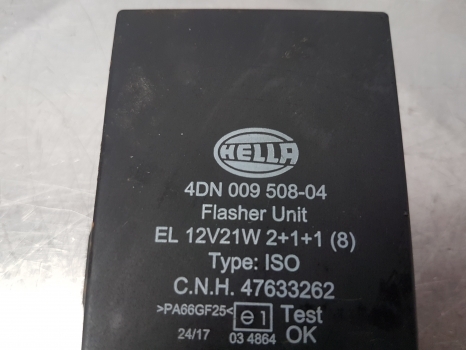 HELLA
4DN 009 508-04
Flasher Unit
EL 12V21W 2+1+1 (8)
Type: ISO
C.N.H. 47633262
>PA66GF25< e1 Test
24/17 03 4864 OK